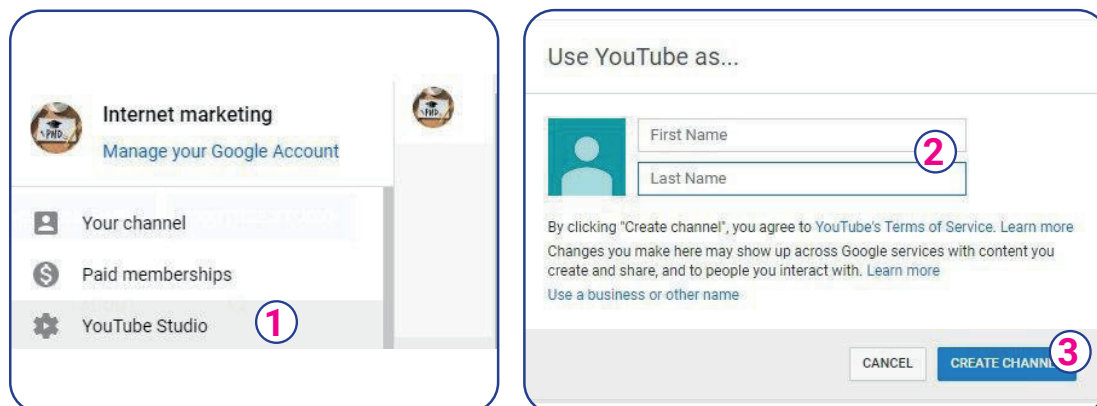 Internet marketing
Manage your Google Account
Your channel
Paid memberships
YouTube Studio
1
Use YouTube as...
First Name
2
Last Name
By clicking "Create channel", you agree to YouTube's Terms of Service. Learn more
Changes you make here may show up across Google services with content you
create and share, and to people you interact with. Learn more
Use a business or other name
CANCEL
CREATE CHANN
3